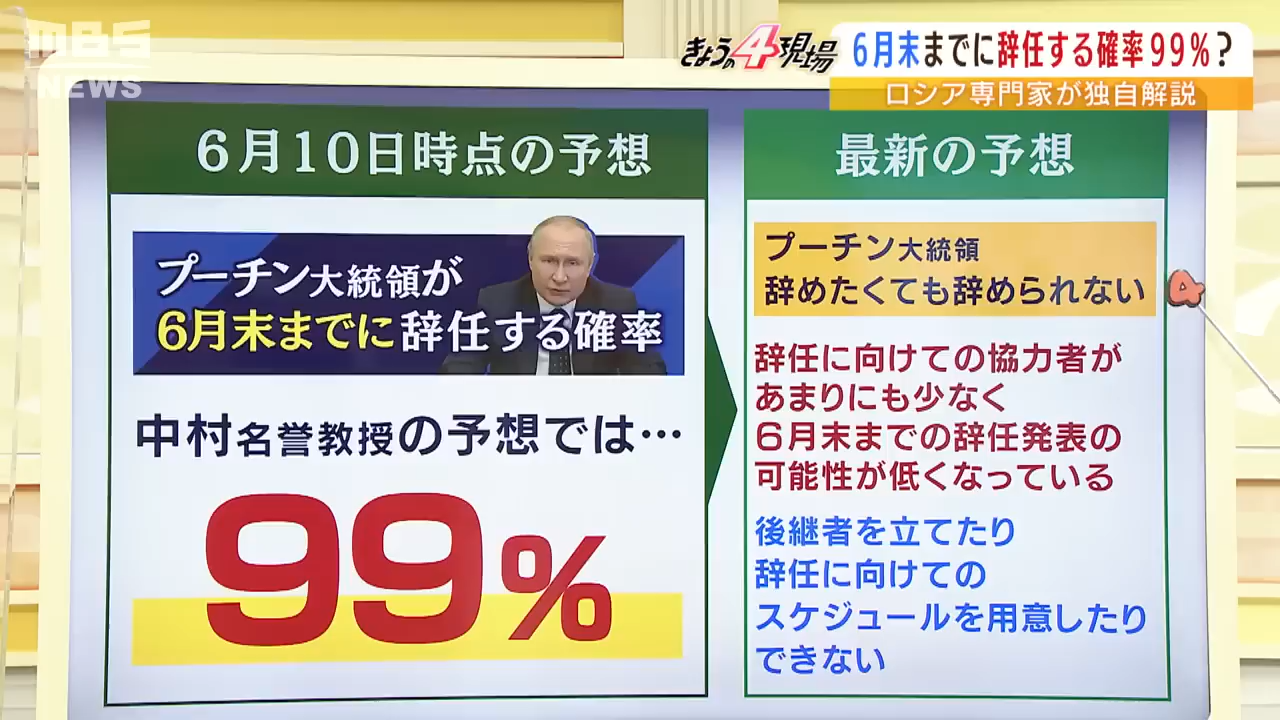 MBS
NEWS
きょうの4現場
6月末までに辞任する確率99%?
ロシア専門家が独自解説
6月10日時点の予想
プーチン大統領が
6月末までに辞任する確率
中村名誉教授の予想では…
99%
最新の予想
プーチン大統領
辞めたくても辞められない
辞任に向けての協力者が
あまりにも少なく
6月末までの辞任発表の
可能性が低くなっている
後継者を立てたり
辞任に向けての
スケジュールを用意したり
できない
4